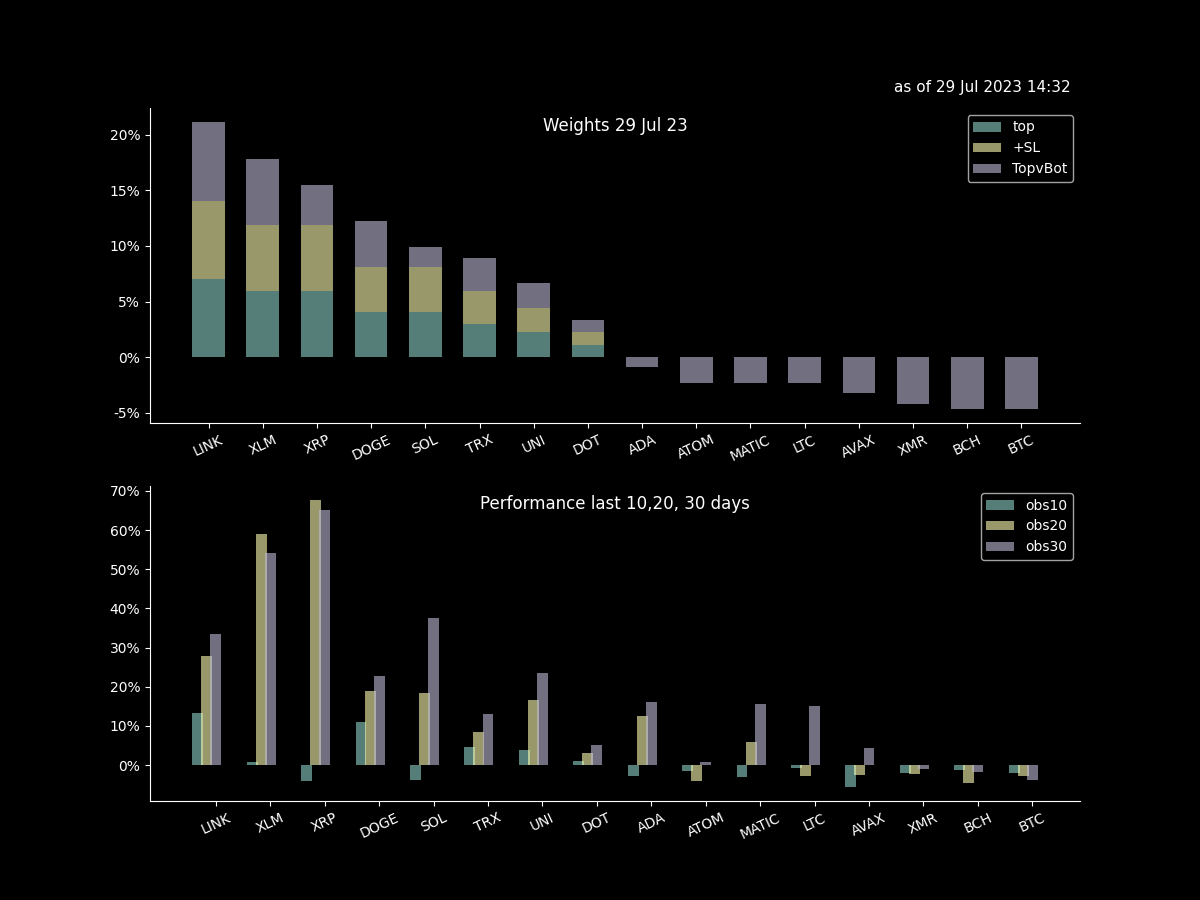 as of 29 Jul 2023 14:32
Weights 29 Jul 23
top
+SL
TopvBot
20%
15%
10%
5%
0%
-5%
LINK XLM XRP DOGE SOL TRX UNI DOT ADA ATOM MATIC LTC AVAX XMR BCH BTC
Performance last 10,20, 30 days
obs10
obs20
obs30
70%
60%
50%
40%
30%
20%
10%
0%
LINK XLM XRP DOGE SOL TRX UNI DOT ADA ATOM MATIC LTC AVAX XMR BCH BTC